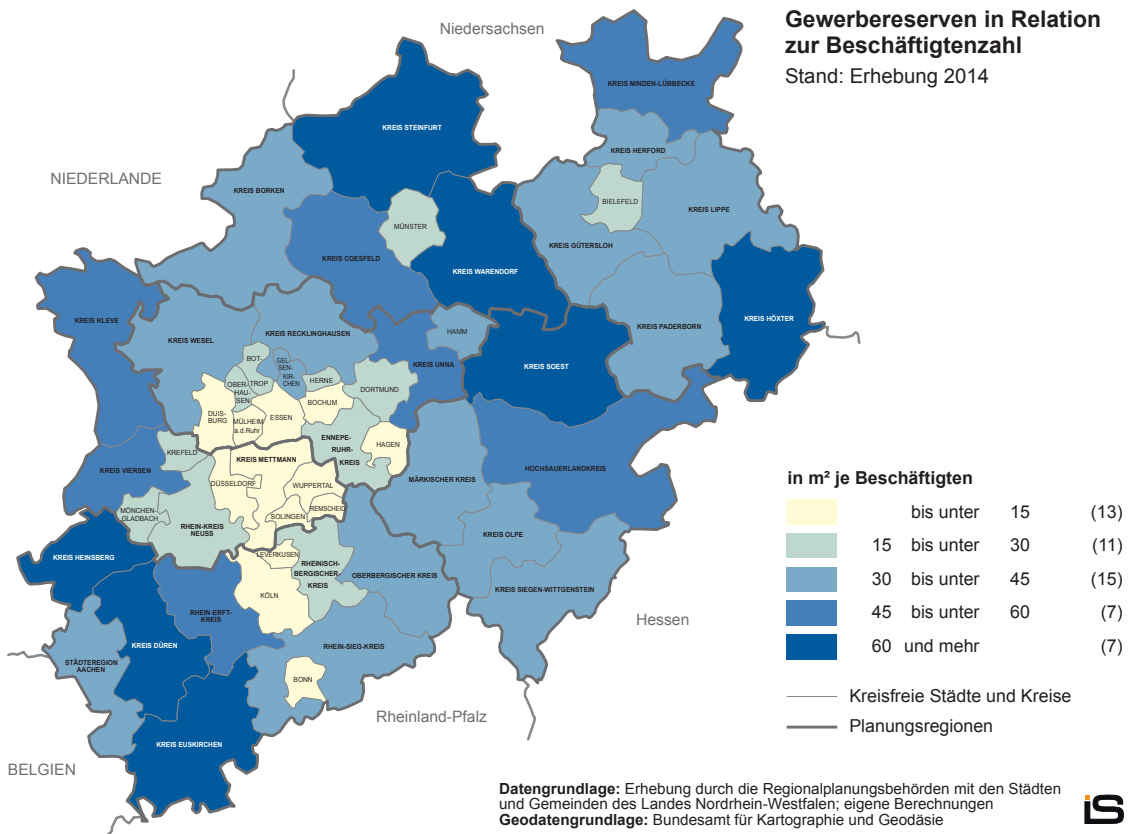 Gewerbereserven in Relation
zur Beschäftigtenzahl
Stand: Erhebung 2014
Niedersachsen
NIEDERLANDE
BELGIEN
Rheinland-Pfalz
Hessen
KREIS MINDEN-LÜBBECKE
KREIS STEINFURT
KREIS HERFORD
KREIS BORKEN
BIELEFELD
KREIS LIPPE
MÜNSTER
KREIS GÜTERSLOH
KREIS COESFELD
KREIS WARENDORF
KREIS HÖXTER
KREIS KLEVE
KREIS PADERBORN
KREIS WESEL
KREIS RECKLINGHAUSEN
HAMM
KREIS UNNA
KREIS SOEST
BOT-
TROP
GEL-
SEN-
KIR-
CHEN
OBER-
HAU-
SEN
HERNE
DORTMUND
DUIS-
BURG
MÜLHEIM
a.d.Ruhr
ESSEN
BOCHUM
ENNEPE-
RUHR-
KREIS
HAGEN
KREFELD
KREIS METTMANN
KREIS VIERSEN
DÜSSELDORF
WUPPERTAL
MÄRKISCHER KREIS
HOCHSAUERLANDKREIS
MÖNCHEN-
GLADBACH
RHEIN-KREIS
NEUSS
SOLINGEN
REMSCHEID
KREIS OLPE
KREIS HEINSBERG
LEVERKUSEN
RHEINISCH-
BERGISCHER-
KREIS
OBERBERGISCHER KREIS
KÖLN
KREIS SIEGEN-WITTGENSTEIN
RHEIN-ERFT-
KREIS
KREIS DÜREN
RHEIN-SIEG-KREIS
STÄDTEREGION
AACHEN
BONN
KREIS EUSKIRCHEN
in m² je Beschäftigten
bis unter 15 (13)
15 bis unter 30 (11)
30 bis unter 45 (15)
45 bis unter 60 (7)
60 und mehr (7)
Kreisfreie Städte und Kreise
Planungsregionen
Datengrundlage: Erhebung durch die Regionalplanungsbehörden mit den Städten
und Gemeinden des Landes Nordrhein-Westfalen; eigene Berechnungen
Geodatengrundlage: Bundesamt für Kartographie und Geodäsie
iS